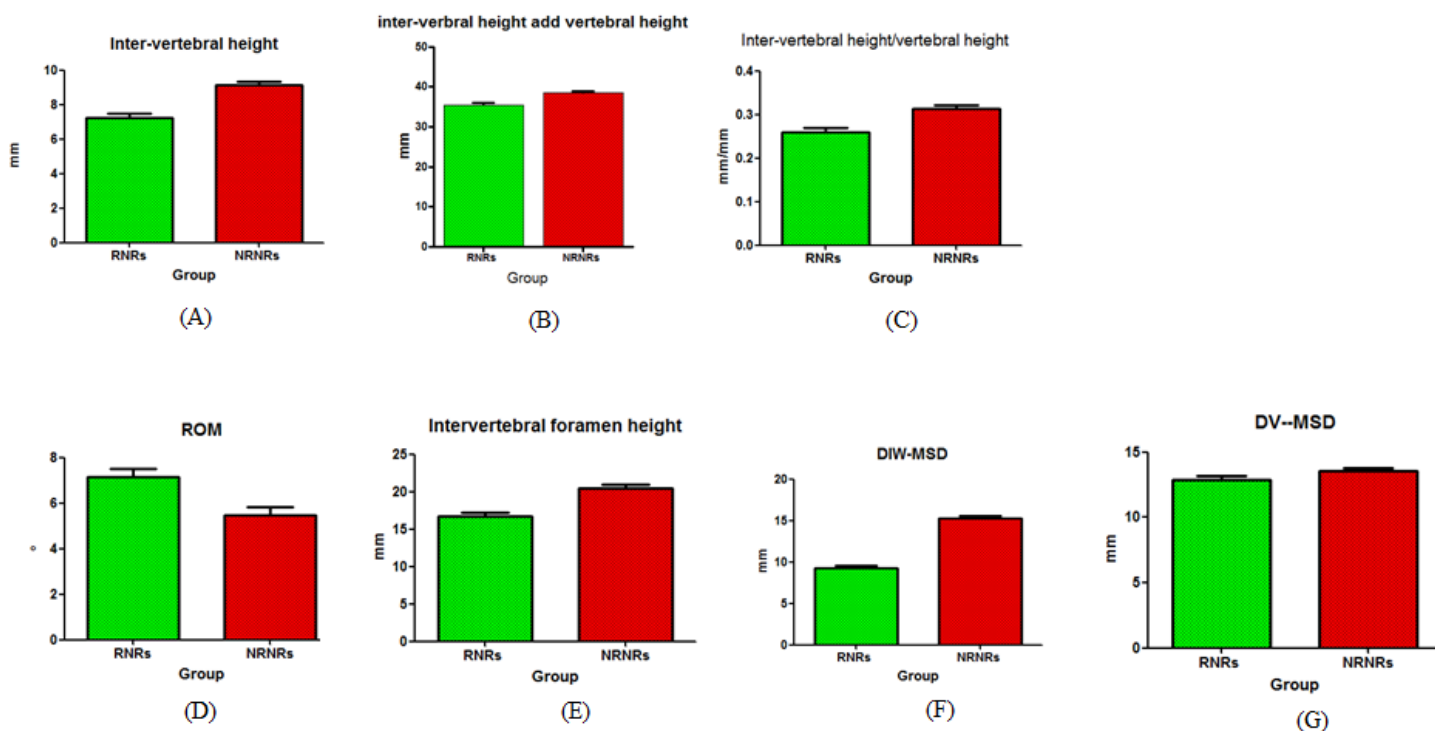 Inter-vertebral height
10
8
6
4
2
0
mm
RNRs
NRNRs
Group
(A)
inter-verbral height add vertebral height
50
40
30
20
10
0
mm
RNRs
NRNRs
Group
(B)
Inter-vertebral height/vertebral height
0.4
0.3
0.2
0.1
0.0
mm/mm
RNRs
NRNRs
Group
(C)
ROM
8
6
4
2
0
°
RNRs
NRNRs
Group
(D)
Intervertebral foramen height
25
20
15
10
5
0
mm
RNRs
NRNRs
Group
(E)
DIW-MSD
20
15
10
5
0
mm
RNRs
NRNRs
Group
(F)
DV--MSD
15
10
5
0
mm
RNRs
NRNRs
Group
(G)